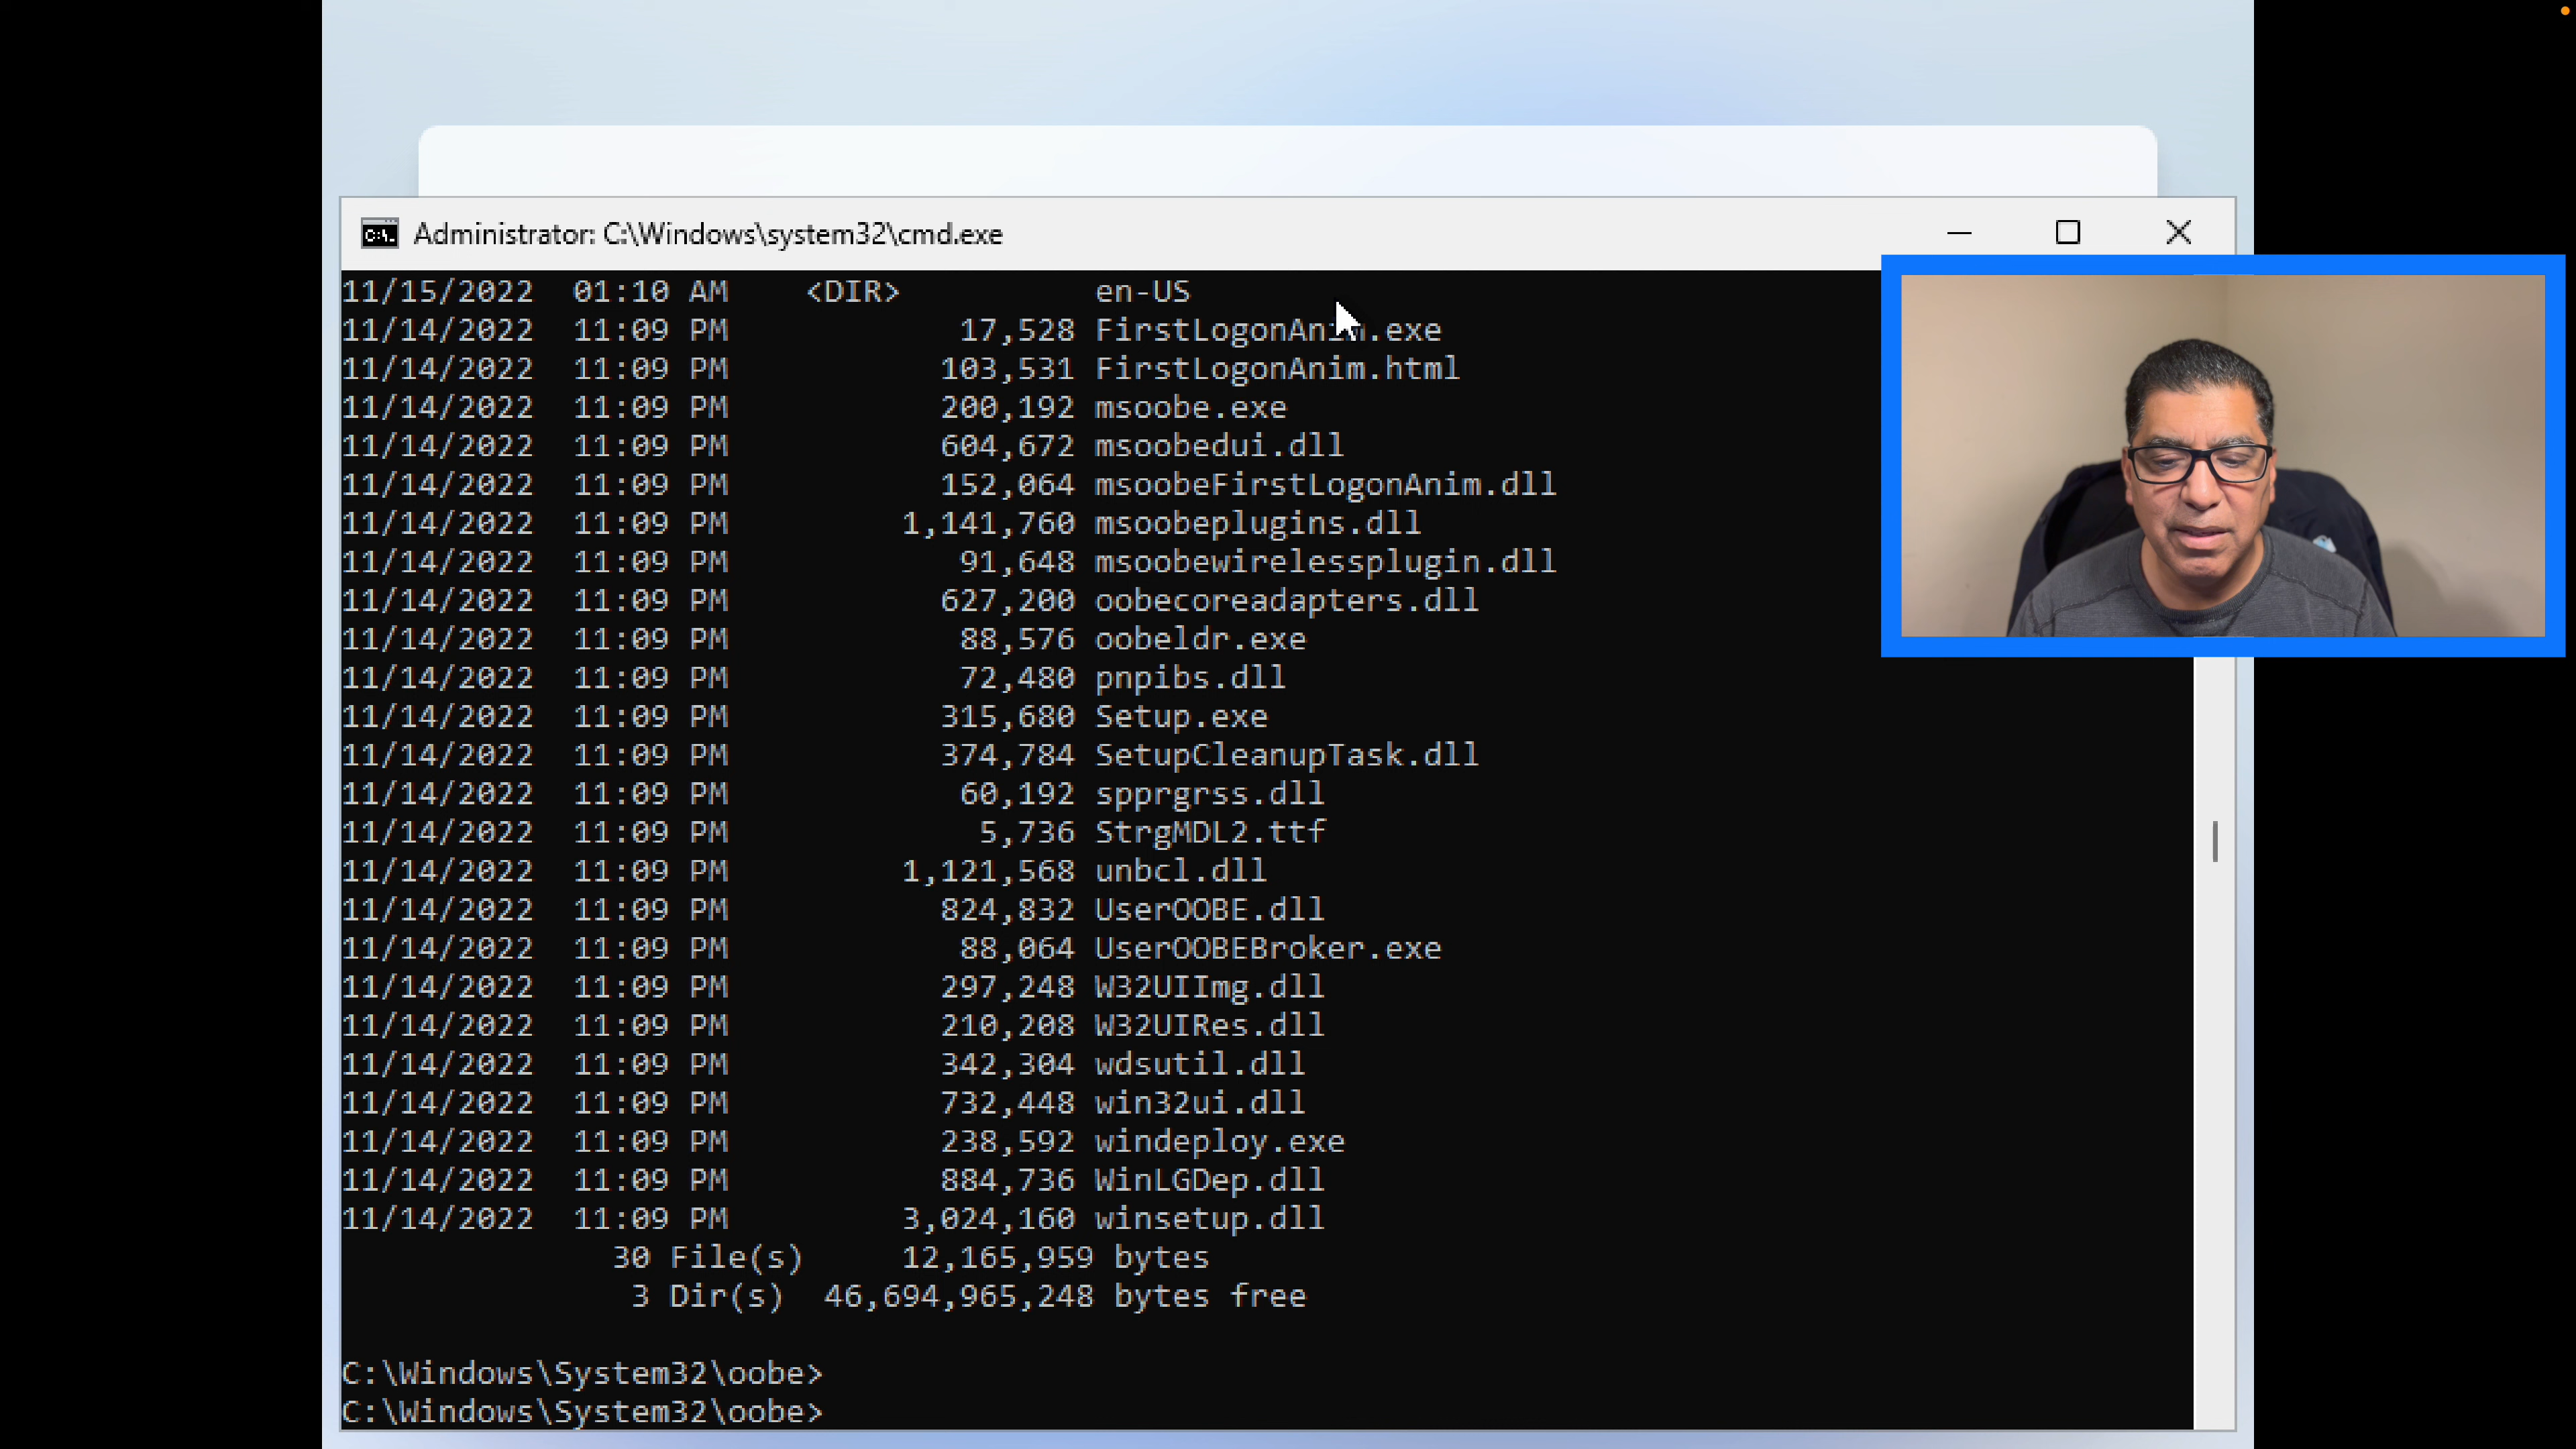 Administrator: C:\Windows\system32\cmd.exe
11/15/2022 01:10 AM <DIR> en-US
11/14/2022 11:09 PM 17,528 FirstLogonAnim.exe
11/14/2022 11:09 PM 103,531 FirstLogonAnim.html
11/14/2022 11:09 PM 200,192 msoobe.exe
11/14/2022 11:09 PM 604,672 msoobedui.dll
11/14/2022 11:09 PM 152,064 msoobeFirstLogonAnim.dll
11/14/2022 11:09 PM 1,141,760 msoobeplugins.dll
11/14/2022 11:09 PM 91,648 msoobewirelessplugin.dll
11/14/2022 11:09 PM 627,200 oobecoreadapters.dll
11/14/2022 11:09 PM 88,576 oobeldr.exe
11/14/2022 11:09 PM 72,480 pnpibs.dll
11/14/2022 11:09 PM 315,680 Setup.exe
11/14/2022 11:09 PM 374,784 SetupCleanupTask.dll
11/14/2022 11:09 PM 60,192 spprgrss.dll
11/14/2022 11:09 PM 5,736 StrgMDL2.ttf
11/14/2022 11:09 PM 1,121,568 unbcl.dll
11/14/2022 11:09 PM 824,832 UserOOBE.dll
11/14/2022 11:09 PM 88,064 UserOOBEBroker.exe
11/14/2022 11:09 PM 297,248 W32UIImg.dll
11/14/2022 11:09 PM 210,208 W32UIRes.dll
11/14/2022 11:09 PM 342,304 wdsutil.dll
11/14/2022 11:09 PM 732,448 win32ui.dll
11/14/2022 11:09 PM 238,592 windeploy.exe
11/14/2022 11:09 PM 884,736 WinLGDep.dll
11/14/2022 11:09 PM 3,024,160 winsetup.dll
30 File(s) 12,165,959 bytes
3 Dir(s) 46,694,965,248 bytes free
C:\Windows\System32\oobe>
C:\Windows\System32\oobe>